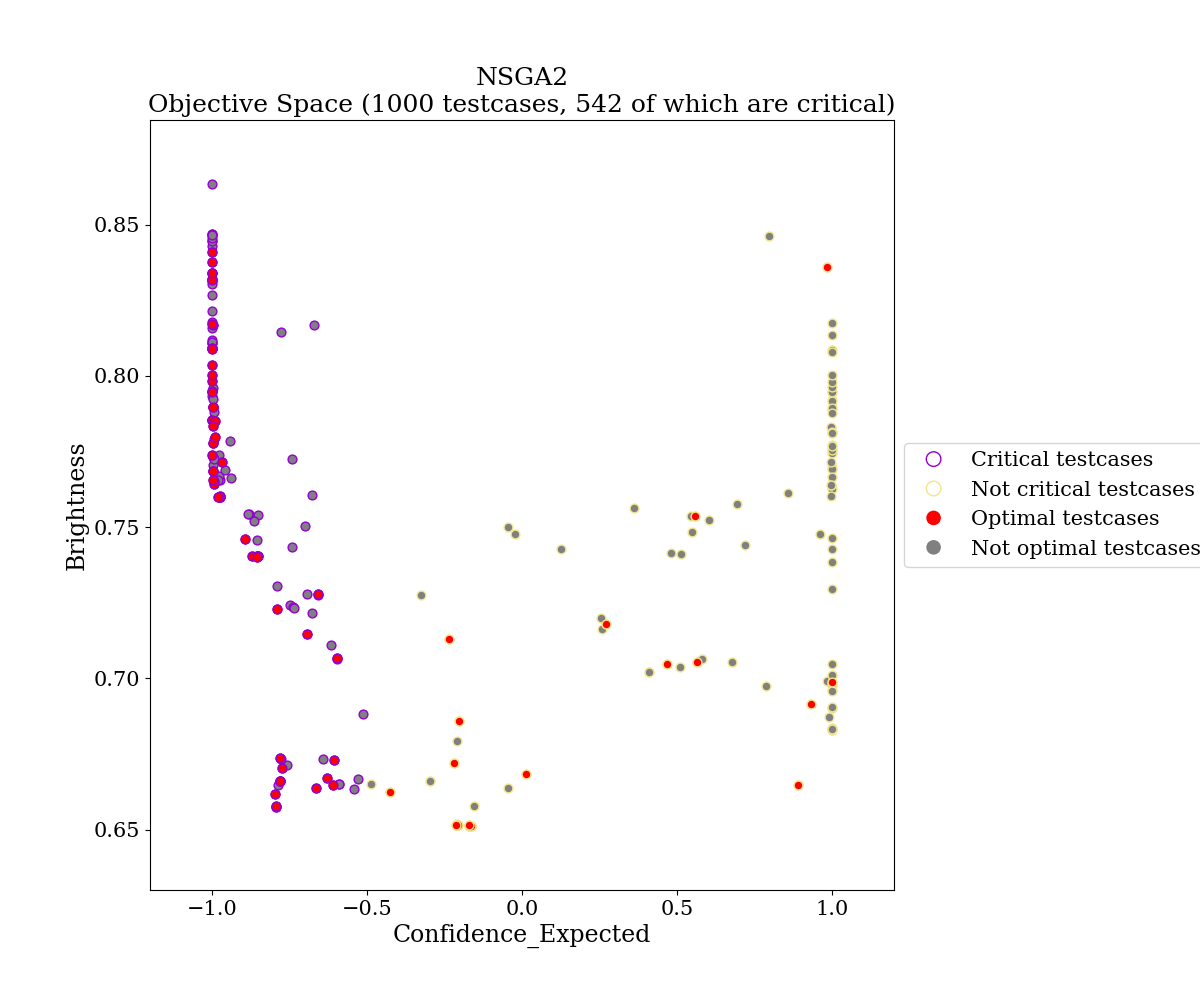 NSGA2
Objective Space (1000 testcases, 542 of which are critical)
Brightness
0.85
0.80
0.75
0.70
0.65
−1.0
−0.5
0.0
0.5
1.0
Confidence_Expected
Critical testcases
Not critical testcases
Optimal testcases
Not optimal testcases